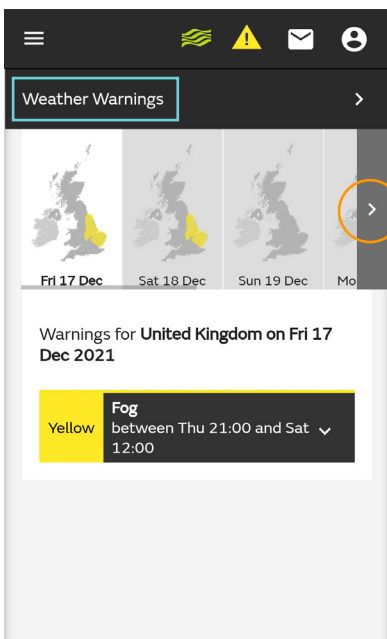 Weather Warnings
Fri 17 Dec
Sat 18 Dec
Sun 19 Dec
Mo
Warnings for United Kingdom on Fri 17
Dec 2021
Yellow
Fog
between Thu 21:00 and Sat
12:00